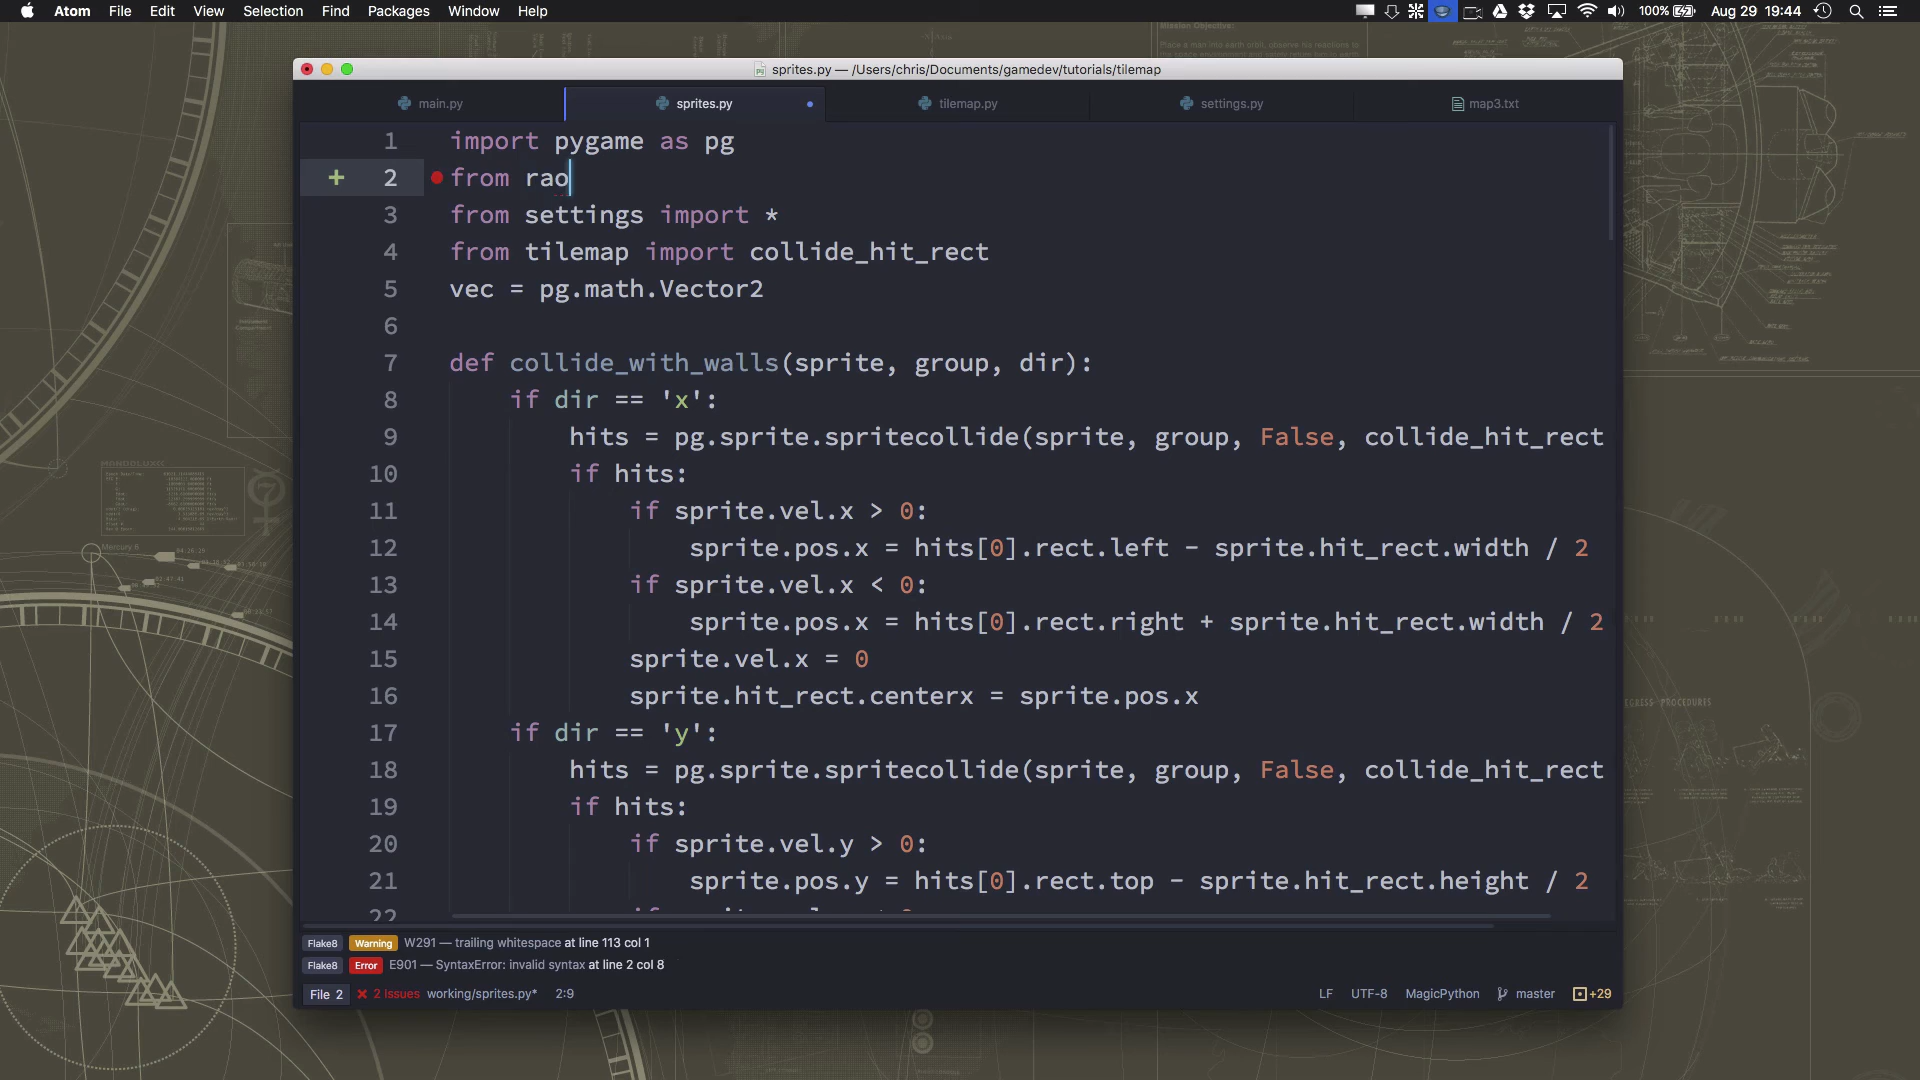 Atom File Edit View Selection Find Packages Window Help 100% Aug 29 19:44
Mission Objective:
sprites.py — /Users/chris/Documents/gamedev/tutorials/tilemap
main.py sprites.py tilemap.py settings.py map3.txt
1 import pygame as pg
+ 2 from rao
3 from settings import *
4 from tilemap import collide_hit_rect
5 vec = pg.math.Vector2
6
7 def collide_with_walls(sprite, group, dir):
8 if dir == 'x':
9 hits = pg.sprite.spritecollide(sprite, group, False, collide_hit_rect
10 if hits:
11 if sprite.vel.x > 0:
12 sprite.pos.x = hits[0].rect.left - sprite.hit_rect.width / 2
13 if sprite.vel.x < 0:
14 sprite.pos.x = hits[0].rect.right + sprite.hit_rect.width / 2
15 sprite.vel.x = 0
16 sprite.hit_rect.centerx = sprite.pos.x
17 if dir == 'y':
18 hits = pg.sprite.spritecollide(sprite, group, False, collide_hit_rect
19 if hits:
20 if sprite.vel.y > 0:
21 sprite.pos.y = hits[0].rect.top - sprite.hit_rect.height / 2
22
Flake8 Warning W291 — trailing whitespace at line 113 col 1
Flake8 Error E901 — SyntaxError: invalid syntax at line 2 col 8
File 2 2 Issues working/sprites.py* 2:9 LF UTF-8 MagicPython master +29
Mercury 6